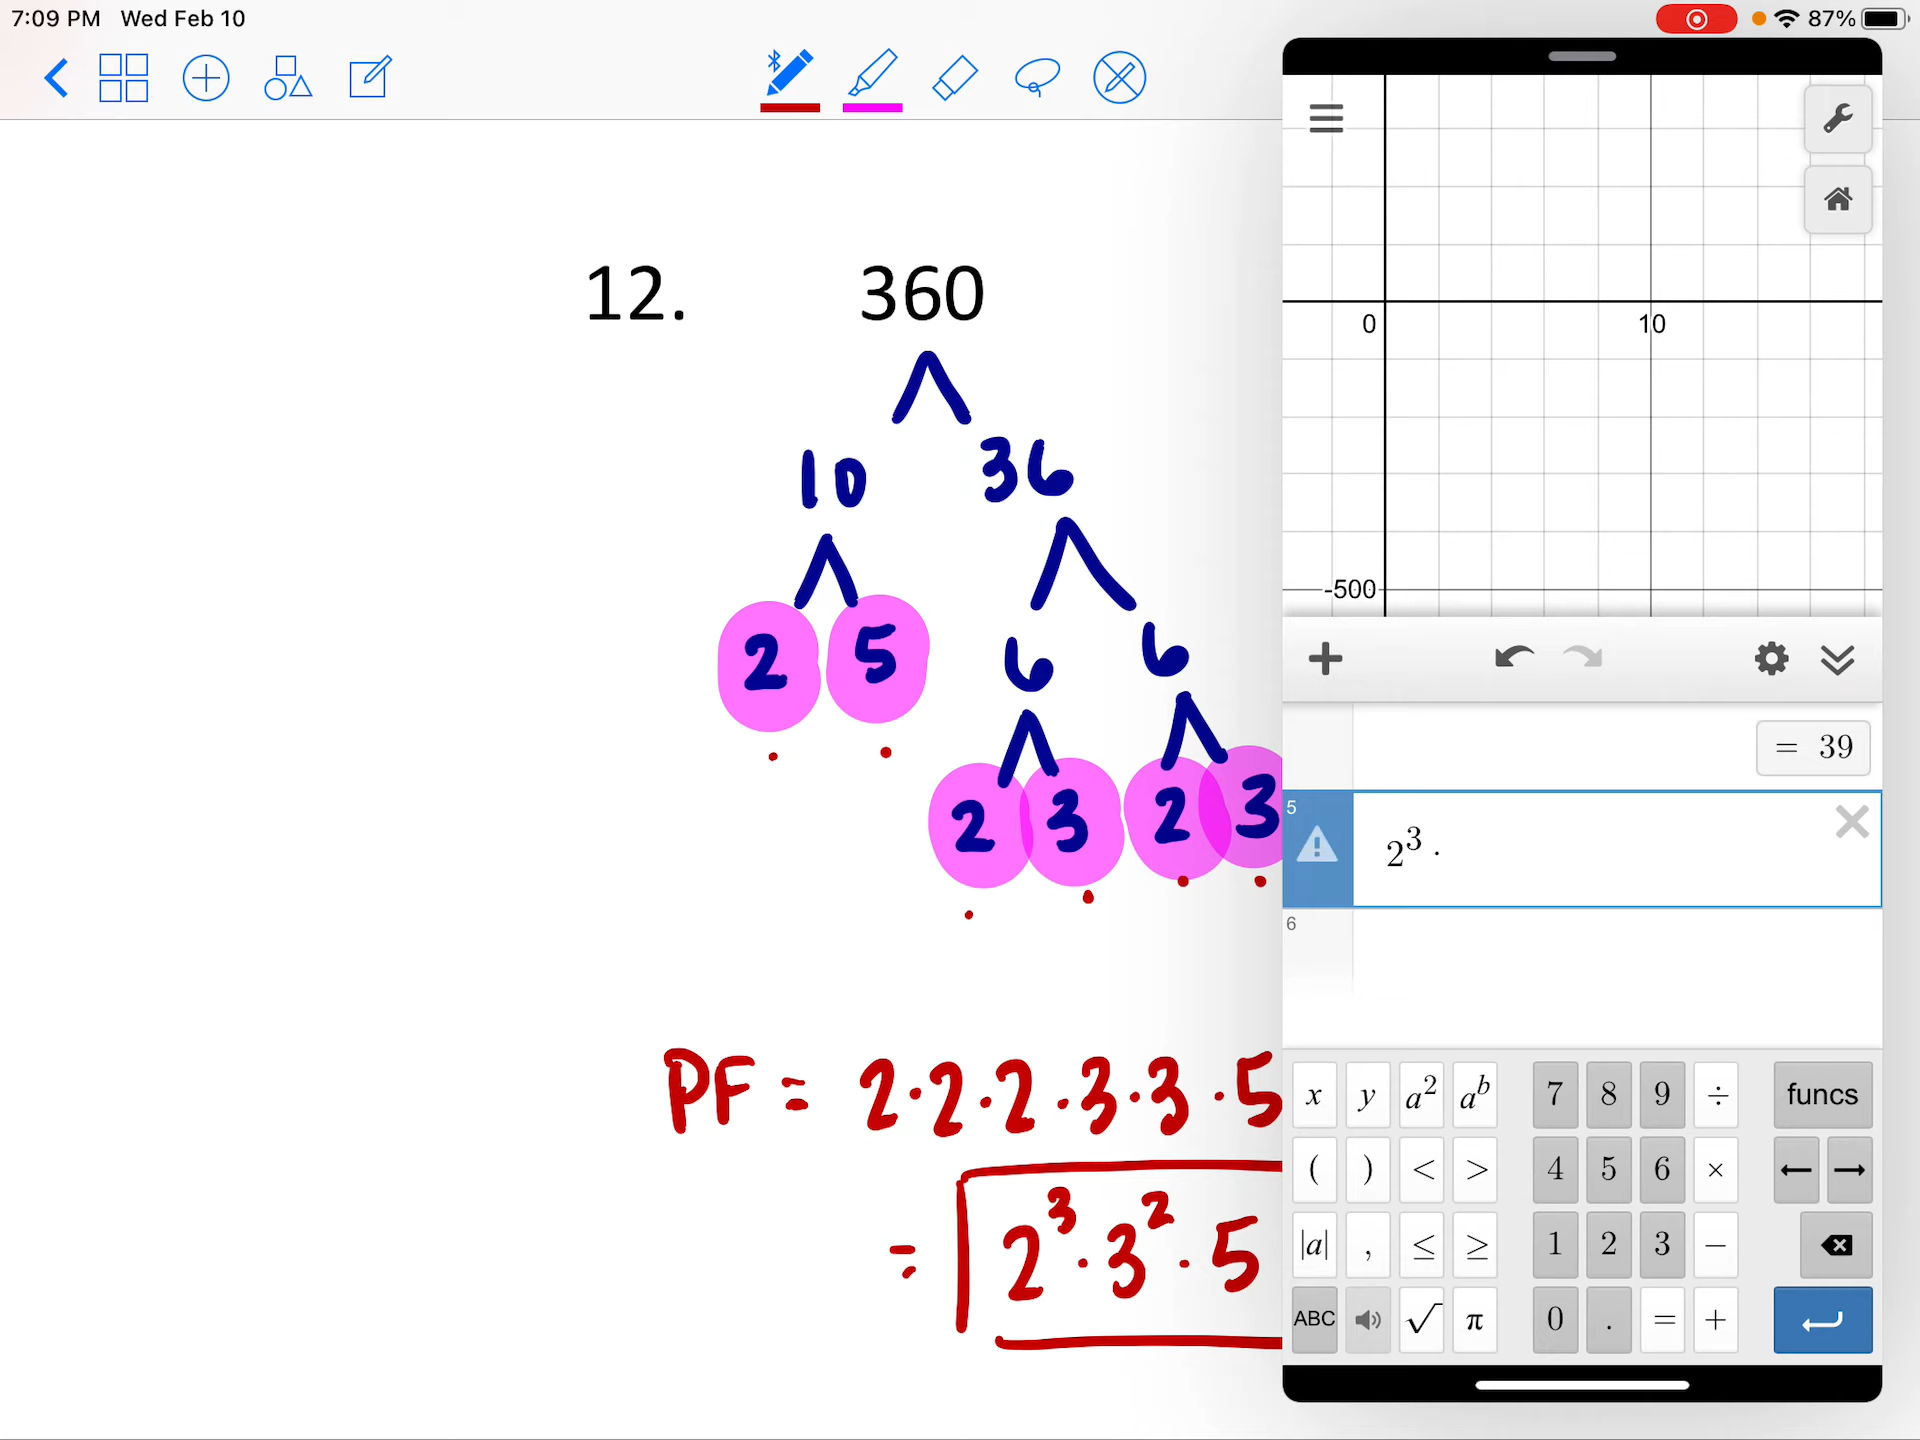 7:09 PM Wed Feb 10
87%
12. 360
10 36
2 5 6 6
2 3 2 3
PF = 2·2·2·3·3·5
= 2³·3²·5
0 10
-500
= 39
5
2³ ·
6
x y a² aᵇ 7 8 9 ÷ funcs
( ) < > 4 5 6 × ← →
|a| , ≤ ≥ 1 2 3 −
ABC √ π 0 . = +